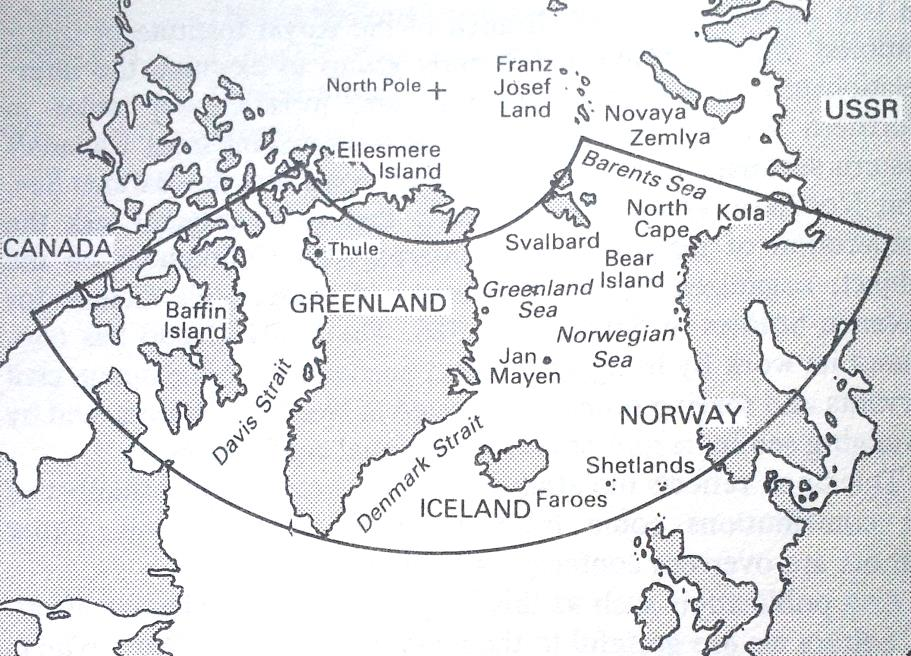 North Pole
Franz
Josef
Land
Novaya
Zemlya
USSR
Ellesmere
Island
Barents Sea
North
Cape
Kola
CANADA
Thule
Svalbard
Bear
Island
GREENLAND
Greenland
Sea
Baffin
Island
Norwegian
Sea
Jan
Mayen
Davis Strait
NORWAY
Denmark Strait
Shetlands
ICELAND
Faroes